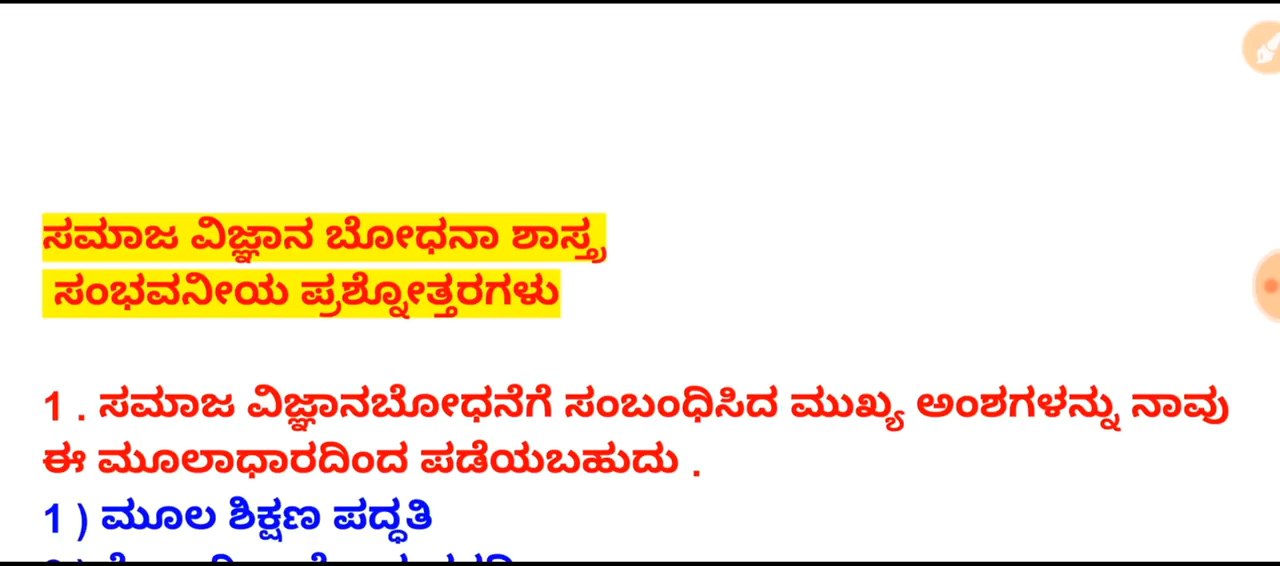 ಸಮಾಜ ವಿಜ್ಞಾನ ಬೋಧನಾ ಶಾಸ್ತ್ರ
ಸಂಭವನೀಯ ಪ್ರಶ್ನೋತ್ತರಗಳು
1 . ಸಮಾಜ ವಿಜ್ಞಾನಬೋಧನೆಗೆ ಸಂಬಂಧಿಸಿದ ಮುಖ್ಯ ಅಂಶಗಳನ್ನು ನಾವು
ಈ ಮೂಲಾಧಾರದಿಂದ ಪಡೆಯಬಹುದು .
1 ) ಮೂಲ ಶಿಕ್ಷಣ ಪದ್ಧತಿ